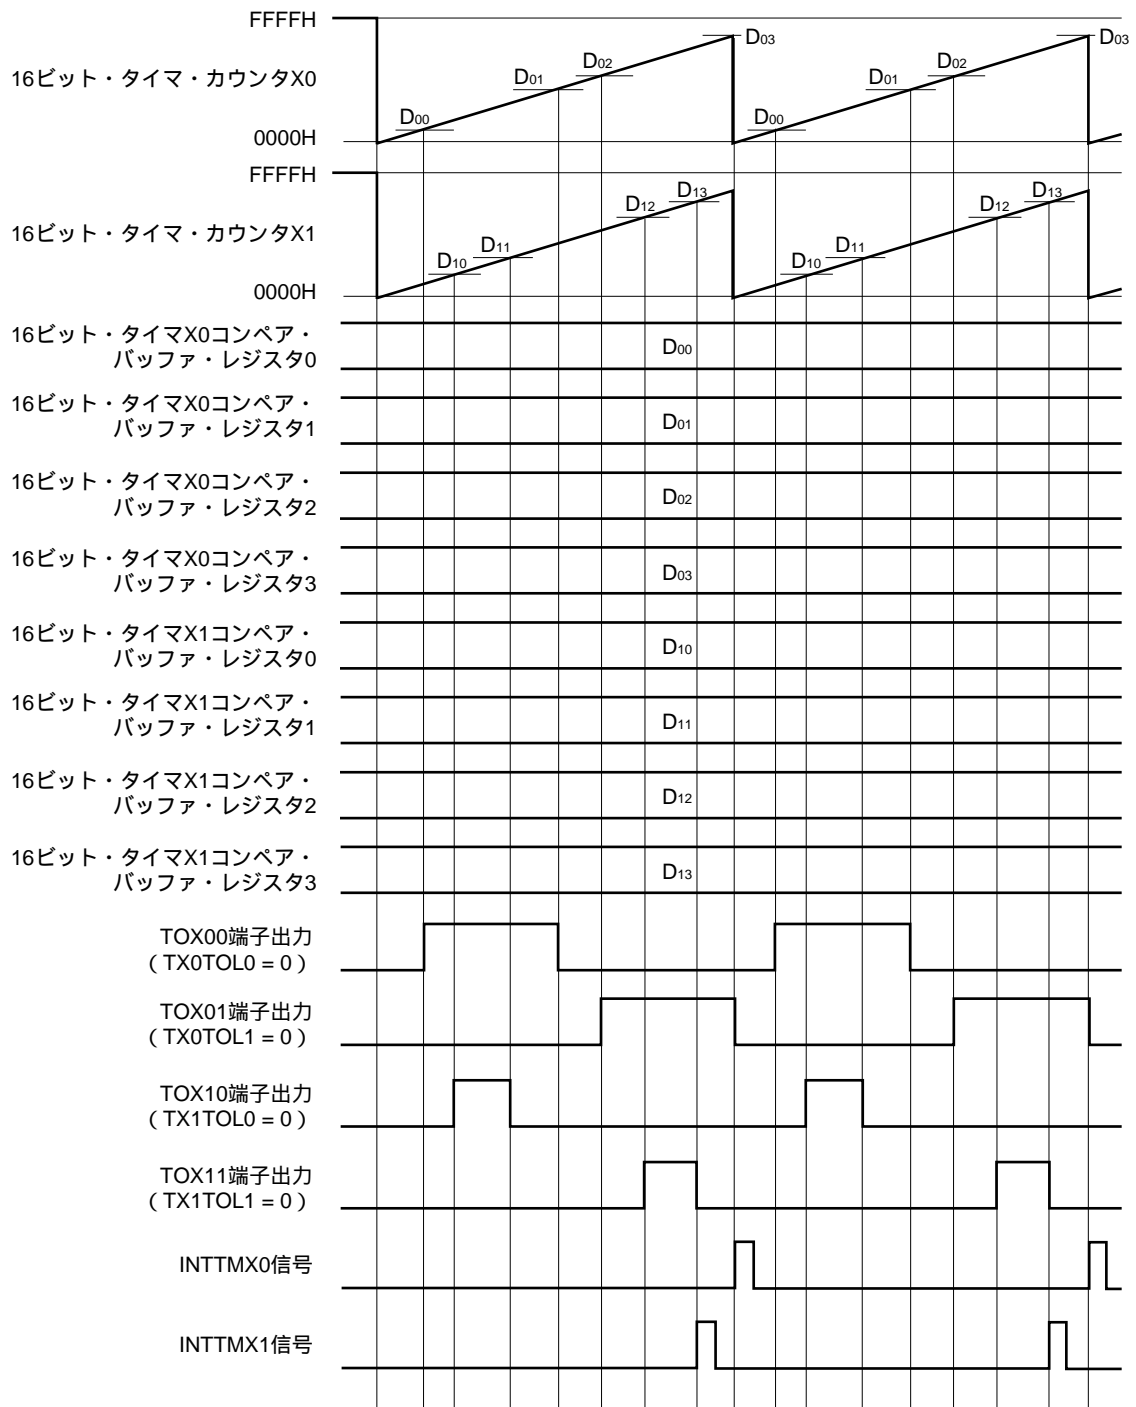 FFFFH
16ビット・タイマ・カウンタX0
0000H
D00
D01
D02
D03
D00
D01
D02
D03
FFFFH
16ビット・タイマ・カウンタX1
0000H
D10
D11
D12
D13
D10
D11
D12
D13
16ビット・タイマX0コンペア・
バッファ・レジスタ0
D00
16ビット・タイマX0コンペア・
バッファ・レジスタ1
D01
16ビット・タイマX0コンペア・
バッファ・レジスタ2
D02
16ビット・タイマX0コンペア・
バッファ・レジスタ3
D03
16ビット・タイマX1コンペア・
バッファ・レジスタ0
D10
16ビット・タイマX1コンペア・
バッファ・レジスタ1
D11
16ビット・タイマX1コンペア・
バッファ・レジスタ2
D12
16ビット・タイマX1コンペア・
バッファ・レジスタ3
D13
TOX00端子出力
（TX0TOL0 = 0）
TOX01端子出力
（TX0TOL1 = 0）
TOX10端子出力
（TX1TOL0 = 0）
TOX11端子出力
（TX1TOL1 = 0）
INTTMX0信号
INTTMX1信号